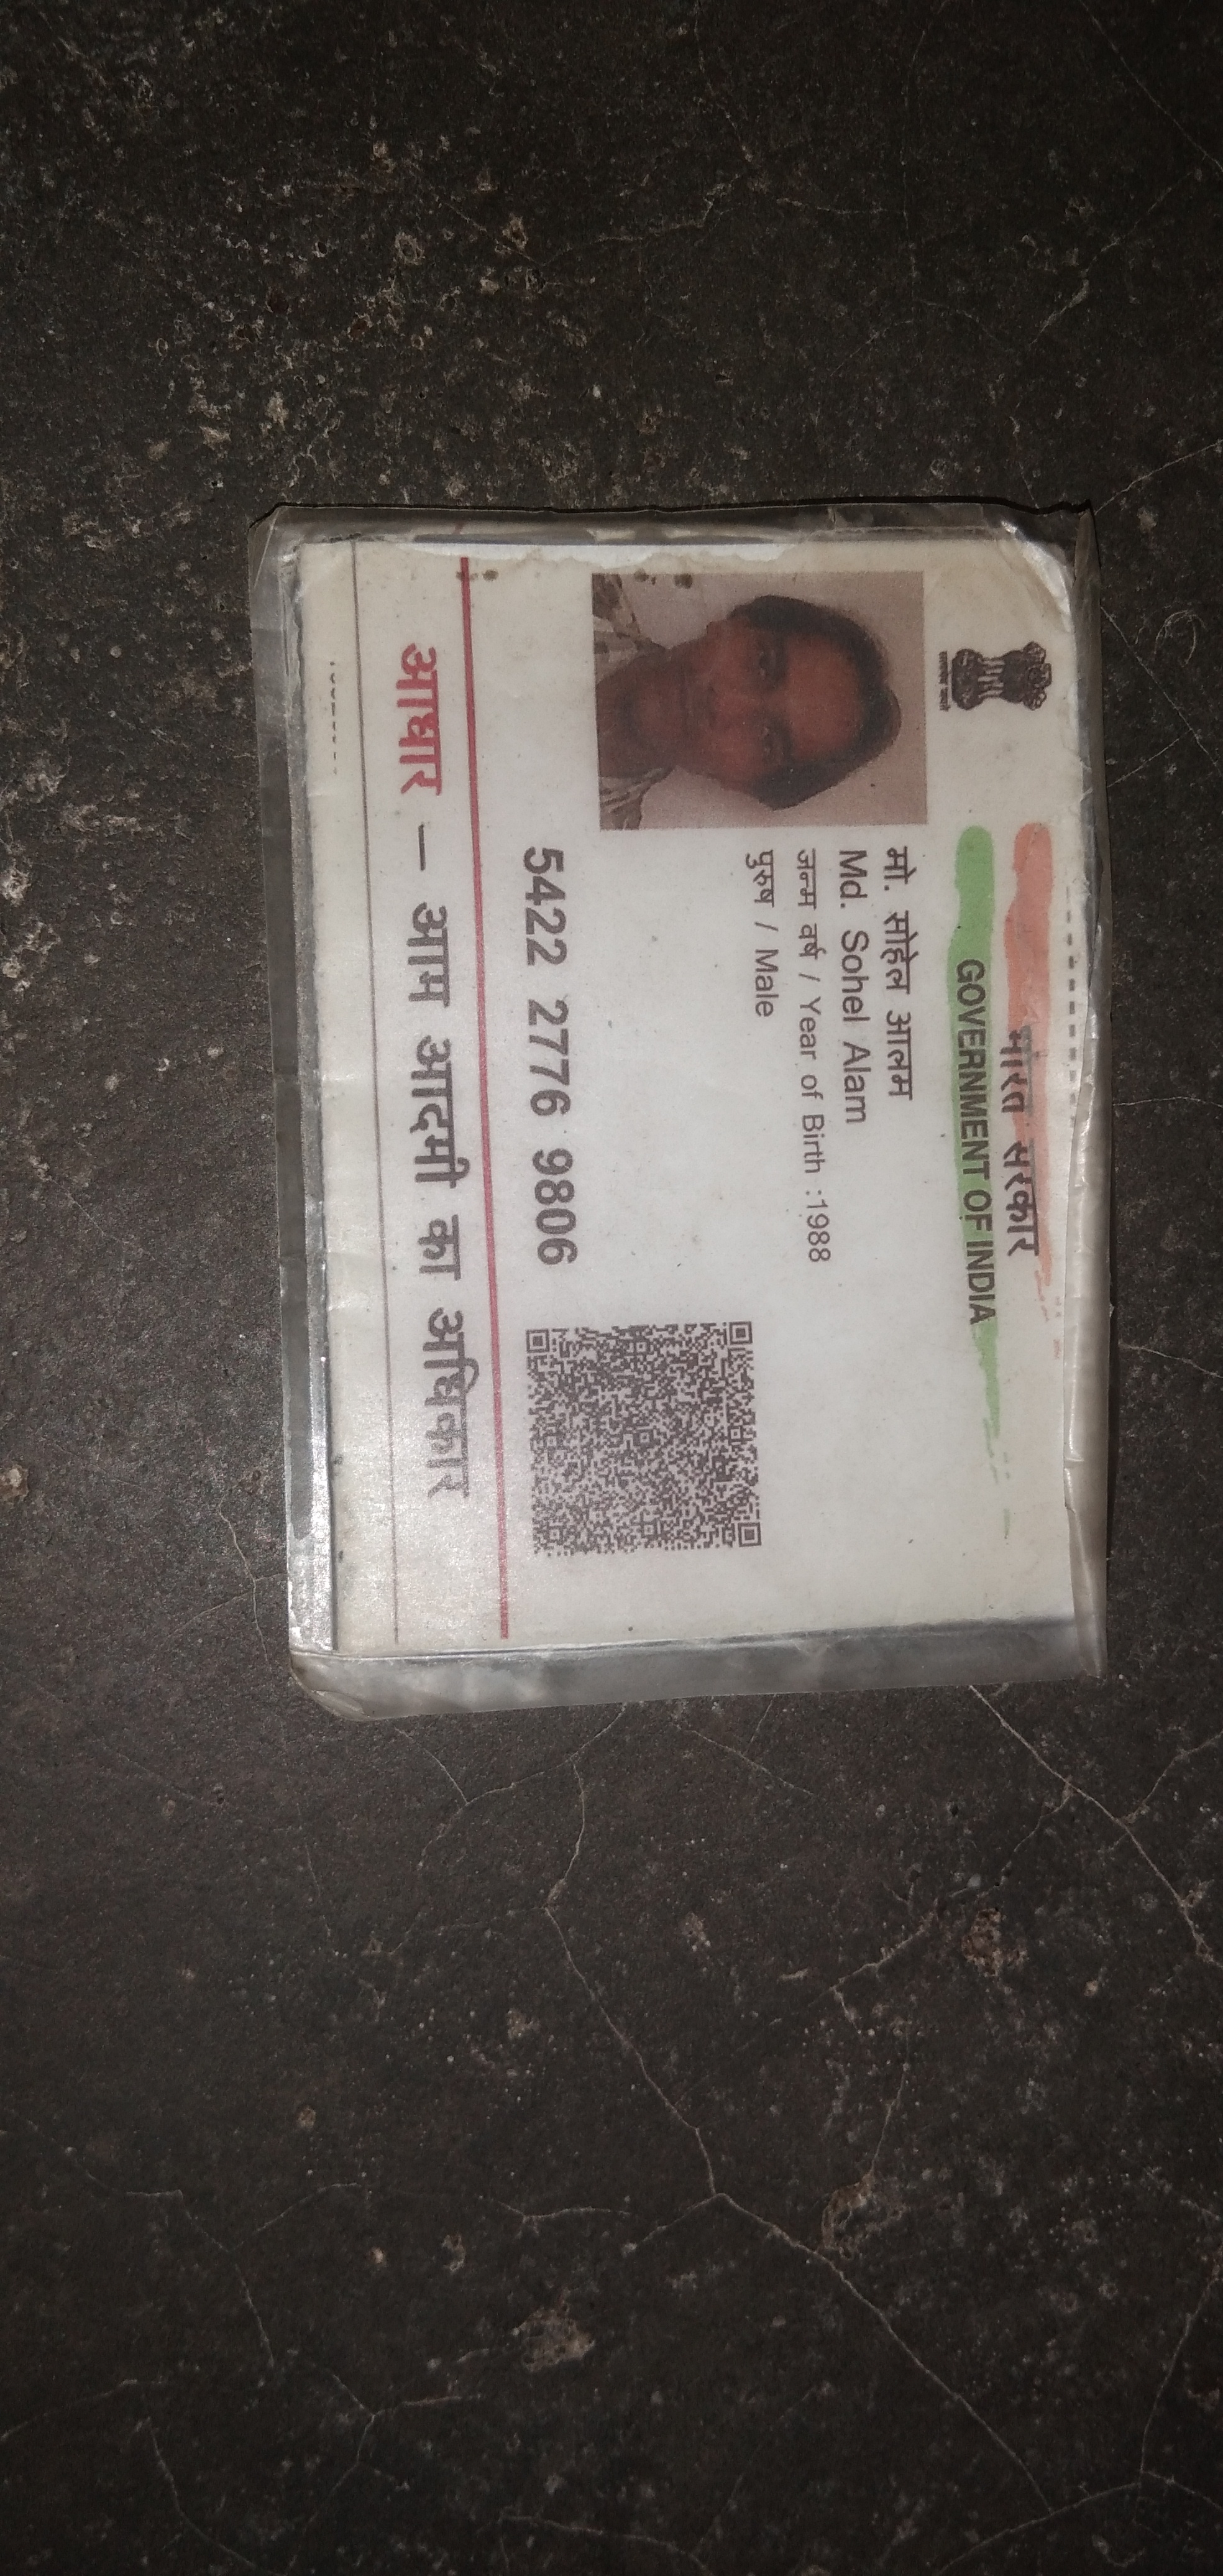 भारत सरकार
GOVERNMENT OF INDIA
मो. सोहेल आलम
Md. Sohel Alam
जन्म वर्ष / Year of Birth :1988
पुरुष / Male
5422 2776 9806
आधार – आम आदमी का अधिकार